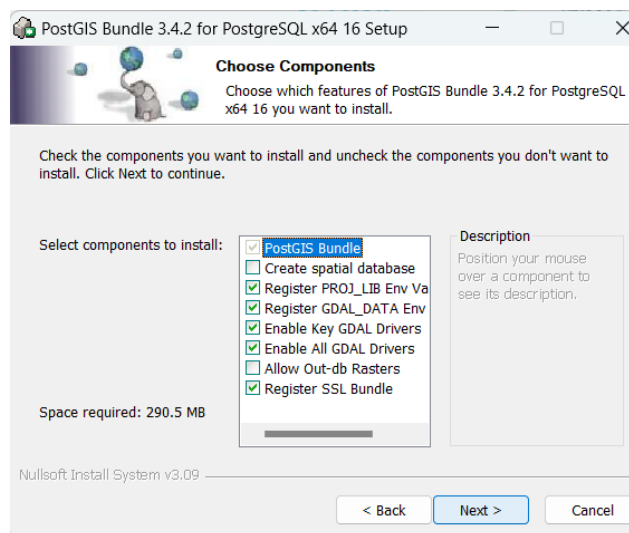 PostGIS Bundle 3.4.2 for PostgreSQL x64 16 Setup
Choose Components
Choose which features of PostGIS Bundle 3.4.2 for PostgreSQL
x64 16 you want to install.
Check the components you want to install and uncheck the components you don't want to
install. Click Next to continue.
Select components to install:
PostGIS Bundle
Create spatial database
Register PROJ_LIB Env Va
Register GDAL_DATA Env
Enable Key GDAL Drivers
Enable All GDAL Drivers
Allow Out-db Rasters
Register SSL Bundle
Description
Position your mouse
over a component to
see its description.
Space required: 290.5 MB
Nullsoft Install System v3.09
< Back
Next >
Cancel